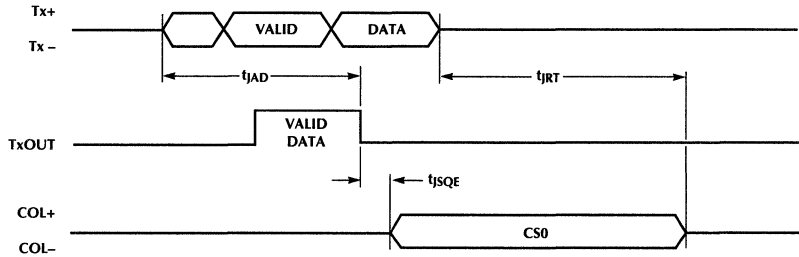 Tx+
Tx –
VALID DATA
tJAD
tJRT
TxOUT
VALID
DATA
tJSQE
COL+
COL–
CS0